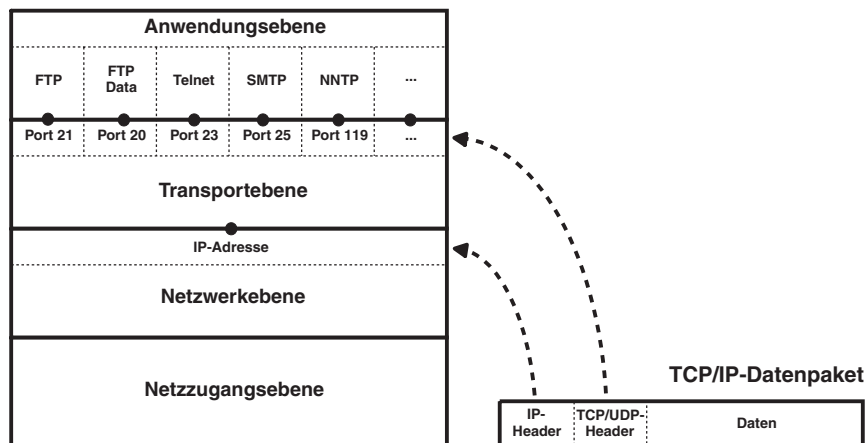 Anwendungsebene
FTP
FTP
Data
Telnet
SMTP
NNTP
...
Port 21
Port 20
Port 23
Port 25
Port 119
...
Transportebene
IP-Adresse
Netzwerkebene
Netzzugangsebene
TCP/IP-Datenpaket
IP-
Header
TCP/UDP-
Header
Daten